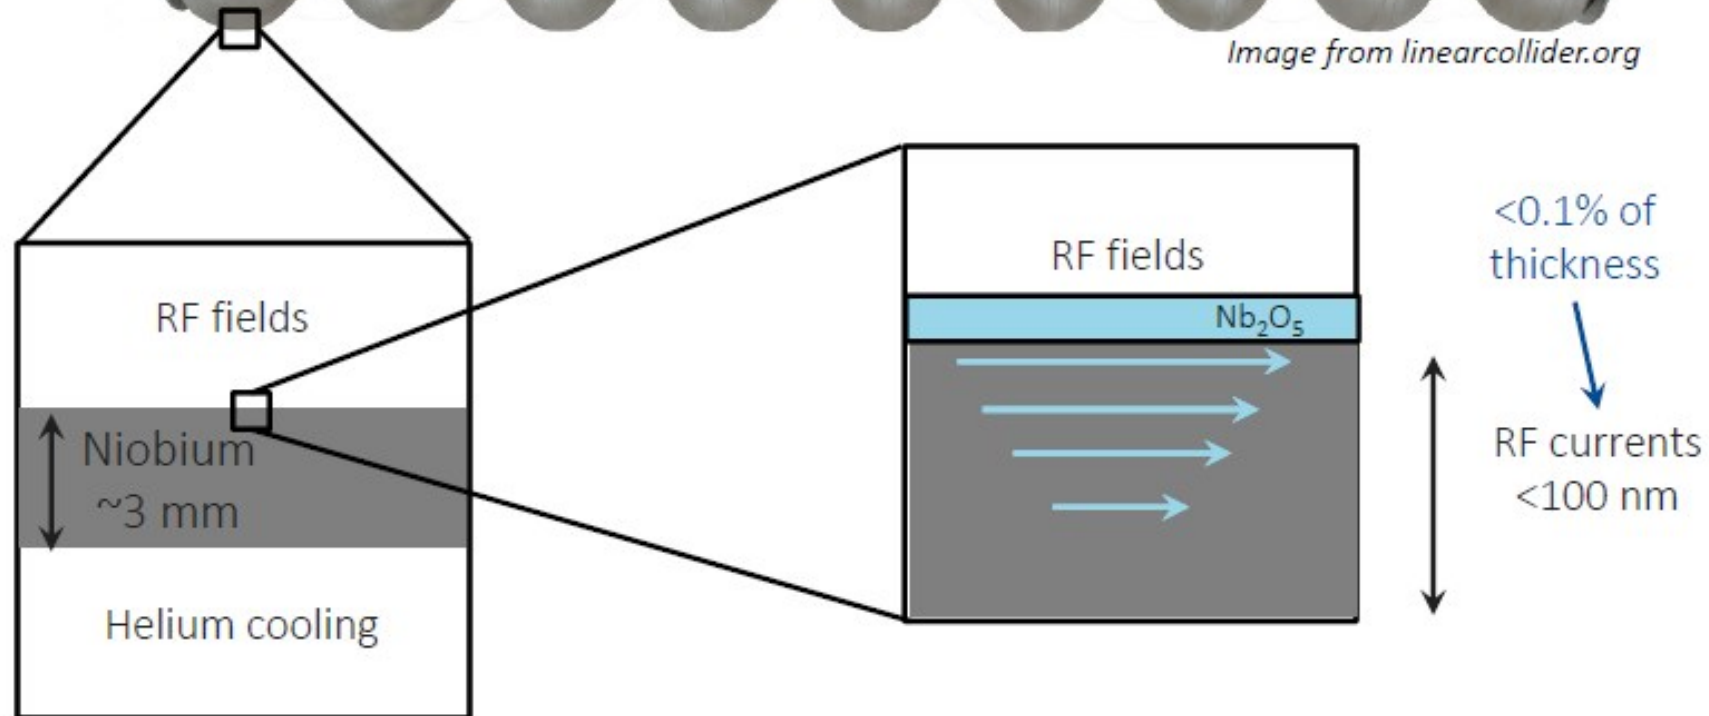 Image from linearcollider.org
RF fields
Niobium
~3 mm
Helium cooling
RF fields
Nb₂O₅
<0.1% of
thickness
RF currents
<100 nm